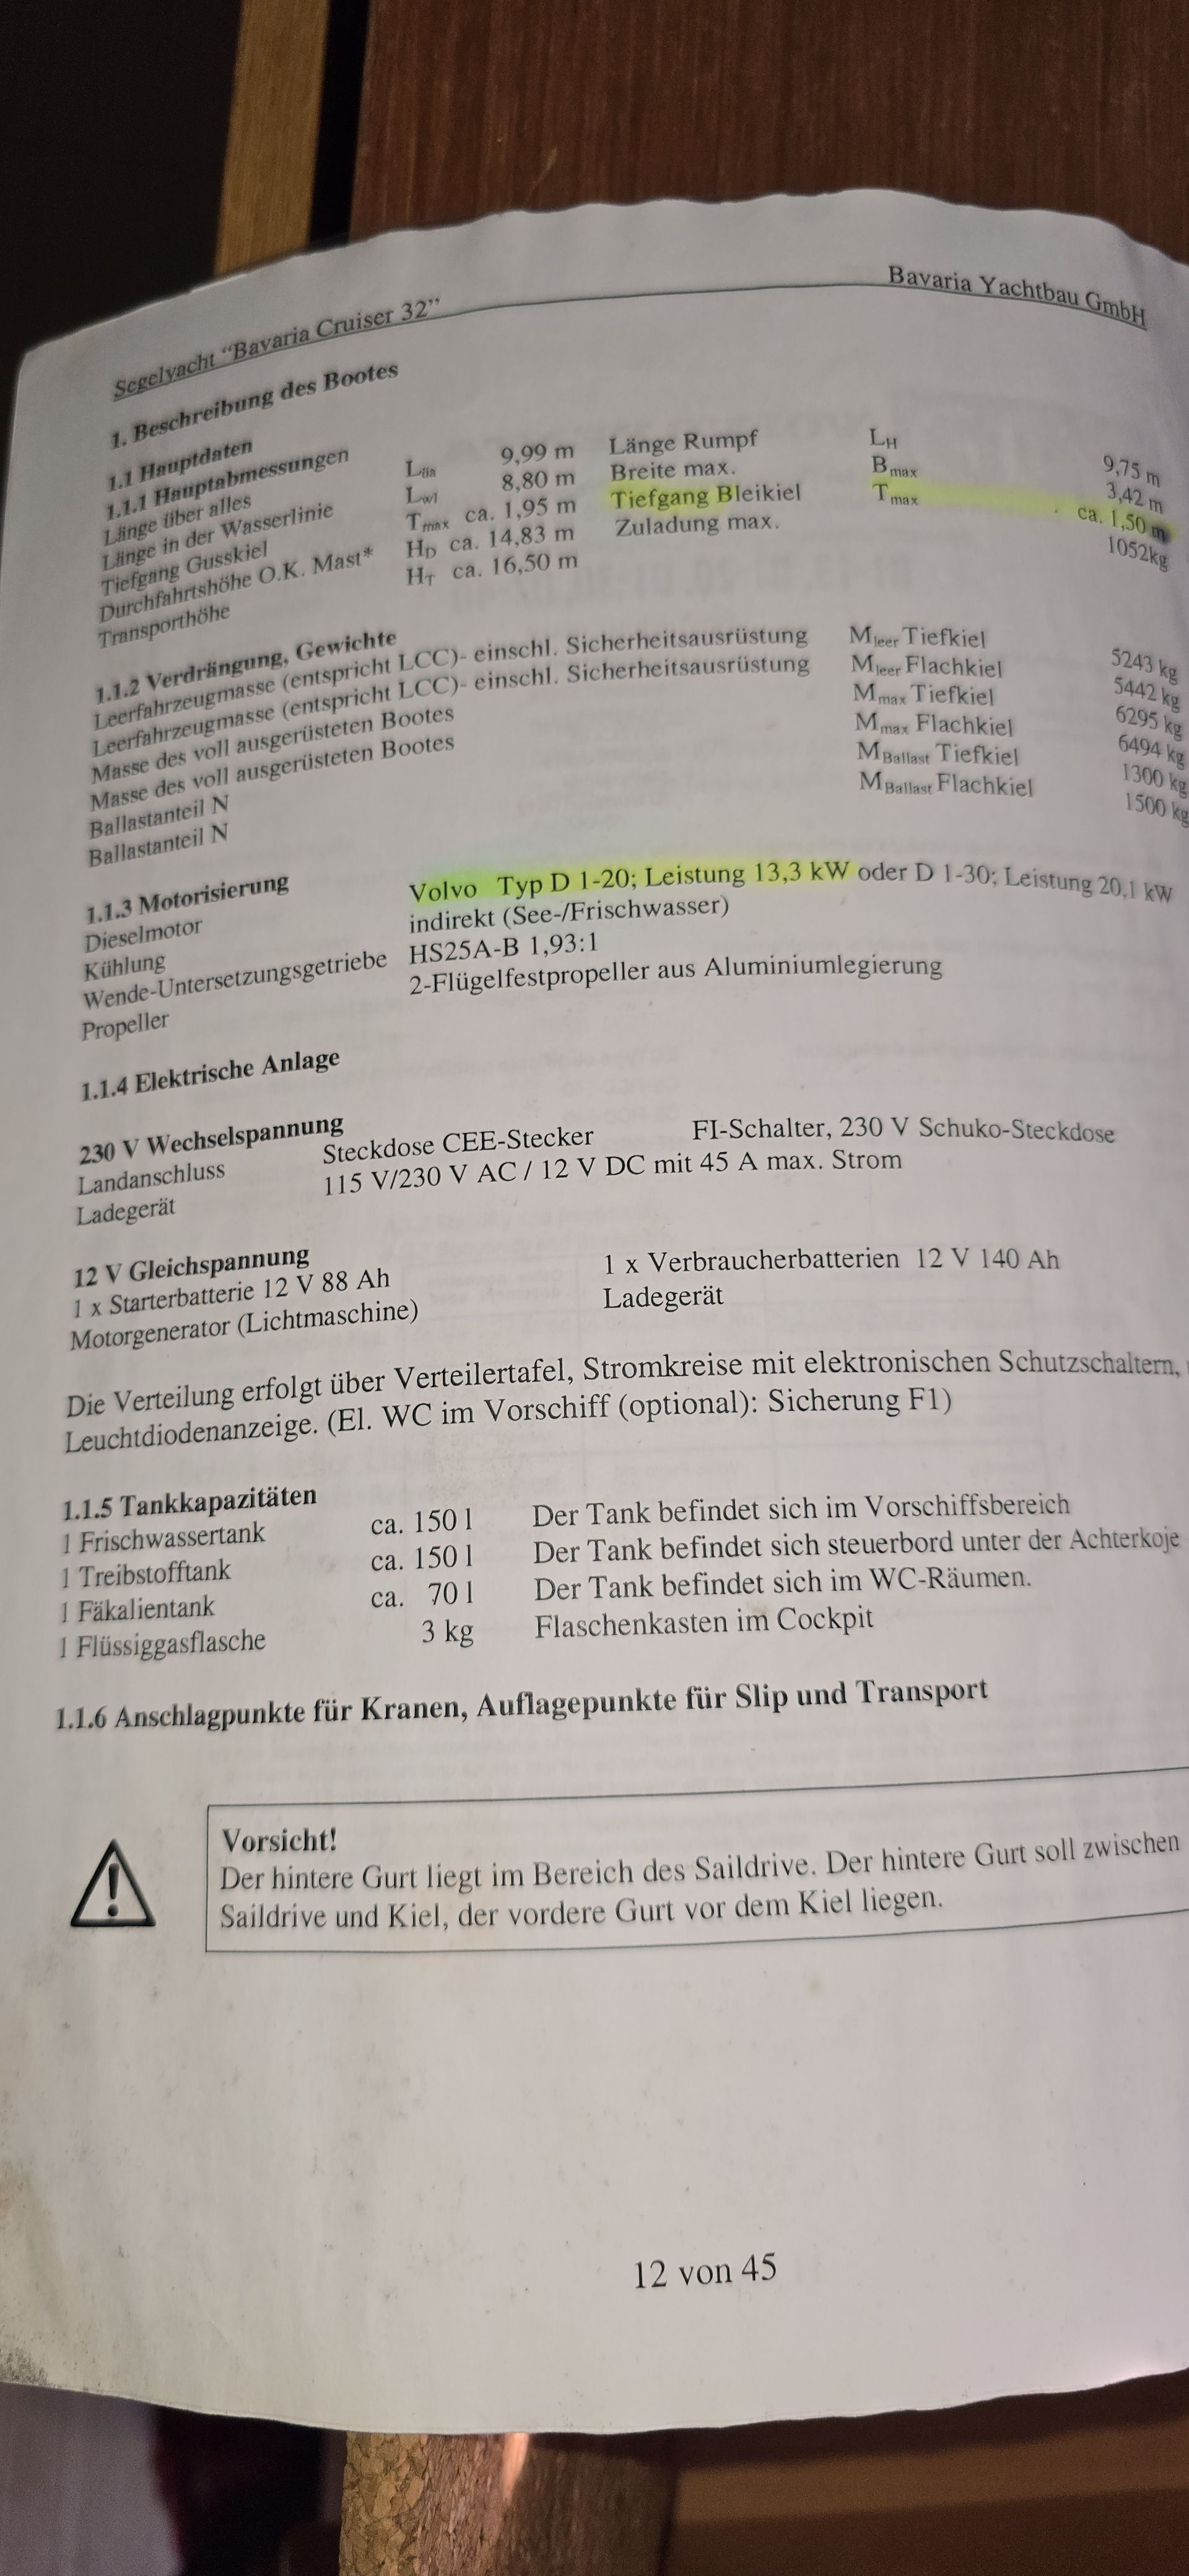 Segelyacht “Bavaria Cruiser 32” Bavaria Yachtbau GmbH
1. Beschreibung des Bootes
1.1 Hauptdaten
1.1.1 Hauptabmessungen
Länge über alles Lün 9,99 m Länge Rumpf LH 9,75 m
Länge in der Wasserlinie Lwl 8,80 m Breite max. Bmax 3,42 m
Tiefgang Gusskiel Tmax ca. 1,95 m Tiefgang Bleikiel Tmax ca. 1,50 m
Durchfahrtshöhe O.K. Mast* HD ca. 14,83 m Zuladung max. 1052kg
Transporthöhe HT ca. 16,50 m
1.1.2 Verdrängung, Gewichte
Leerfahrzeugmasse (entspricht LCC)- einschl. Sicherheitsausrüstung Mleer Tiefkiel 5243 kg
Leerfahrzeugmasse (entspricht LCC)- einschl. Sicherheitsausrüstung Mleer Flachkiel 5442 kg
Masse des voll ausgerüsteten Bootes Mmax Tiefkiel 6295 kg
Masse des voll ausgerüsteten Bootes Mmax Flachkiel 6494 kg
Ballastanteil N MBallast Tiefkiel 1300 kg
Ballastanteil N MBallast Flachkiel 1500 kg
1.1.3 Motorisierung
Dieselmotor Volvo Typ D 1-20; Leistung 13,3 kW oder D 1-30; Leistung 20,1 kW
Kühlung indirekt (See-/Frischwasser)
Wende-Untersetzungsgetriebe HS25A-B 1,93:1
Propeller 2-Flügelfestpropeller aus Aluminiumlegierung
1.1.4 Elektrische Anlage
230 V Wechselspannung
Landanschluss Steckdose CEE-Stecker FI-Schalter, 230 V Schuko-Steckdose
Ladegerät 115 V/230 V AC / 12 V DC mit 45 A max. Strom
12 V Gleichspannung
1 x Starterbatterie 12 V 88 Ah 1 x Verbraucherbatterien 12 V 140 Ah
Motorgenerator (Lichtmaschine) Ladegerät
Die Verteilung erfolgt über Verteilertafel, Stromkreise mit elektronischen Schutzschaltern,
Leuchtdiodenanzeige. (El. WC im Vorschiff (optional): Sicherung F1)
1.1.5 Tankkapazitäten
1 Frischwassertank ca. 150 l Der Tank befindet sich im Vorschiffsbereich
1 Treibstofftank ca. 150 l Der Tank befindet sich steuerbord unter der Achterkoje
1 Fäkalientank ca. 70 l Der Tank befindet sich im WC-Räumen.
1 Flüssiggasflasche 3 kg Flaschenkasten im Cockpit
1.1.6 Anschlagpunkte für Kranen, Auflagepunkte für Slip und Transport
Vorsicht!
Der hintere Gurt liegt im Bereich des Saildrive. Der hintere Gurt soll zwischen
Saildrive und Kiel, der vordere Gurt vor dem Kiel liegen.
12 von 45